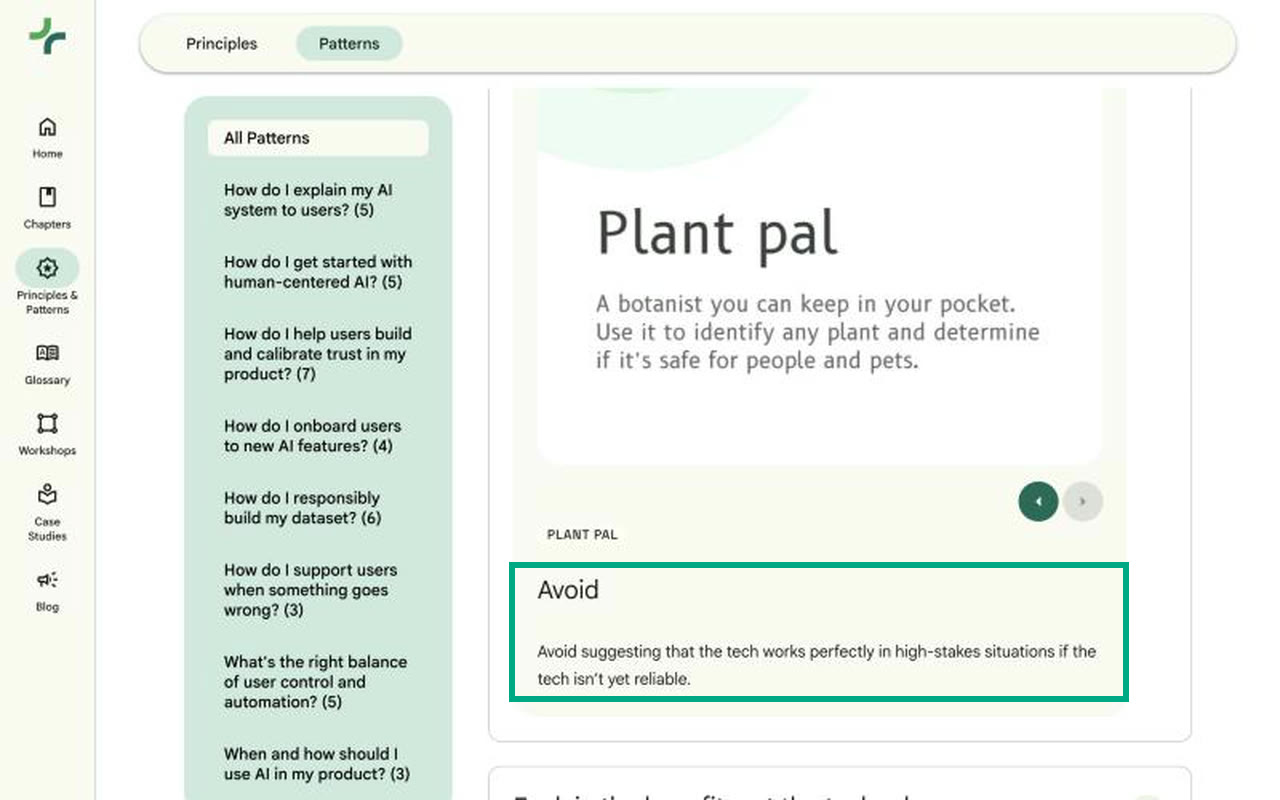 Principles
Patterns
Home
Chapters
Principles &
Patterns
Glossary
Workshops
Case
Studies
Blog
All Patterns
How do I explain my AI
system to users? (5)
How do I get started with
human-centered AI? (5)
How do I help users build
and calibrate trust in my
product? (7)
How do I onboard users
to new AI features? (4)
How do I responsibly
build my dataset? (6)
How do I support users
when something goes
wrong? (3)
What's the right balance
of user control and
automation? (5)
When and how should I
use AI in my product? (3)
Plant pal
A botanist you can keep in your pocket.
Use it to identify any plant and determine
if it's safe for people and pets.
PLANT PAL
Avoid
Avoid suggesting that the tech works perfectly in high-stakes situations if the
tech isn't yet reliable.